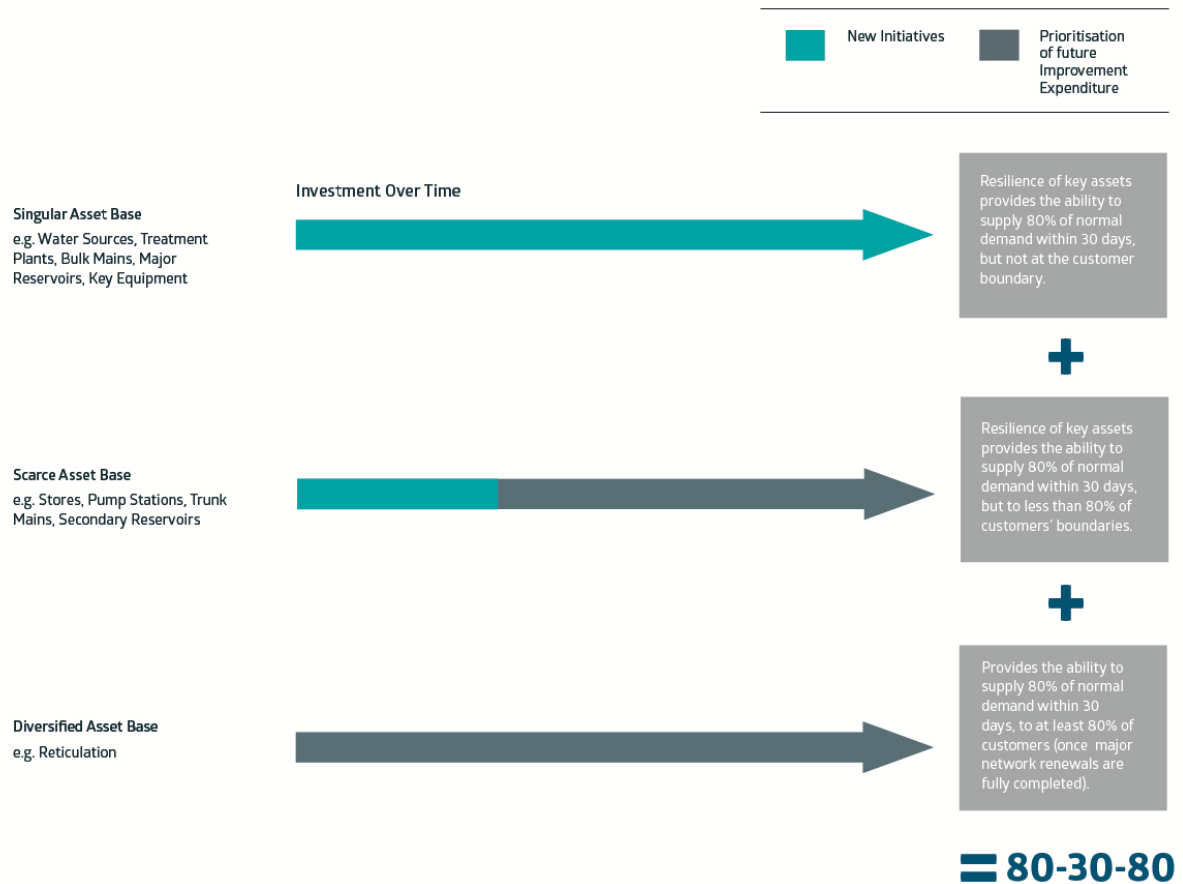 New Initiatives
Prioritisation
of future
Improvement
Expenditure
Investment Over Time
Singular Asset Base
e.g. Water Sources, Treatment
Plants, Bulk Mains, Major
Reservoirs, Key Equipment
Resilience of key assets
provides the ability to
supply 80% of normal
demand within 30 days,
but not at the customer
boundary.
+
Scarce Asset Base
e.g. Stores, Pump Stations, Trunk
Mains, Secondary Reservoirs
Resilience of key assets
provides the ability to
supply 80% of normal
demand within 30 days,
but to less than 80% of
customers' boundaries.
+
Diversified Asset Base
e.g. Reticulation
Provides the ability to
supply 80% of normal
demand within 30
days, to at least 80% of
customers (once major
network renewals are
fully completed).
= 80-30-80